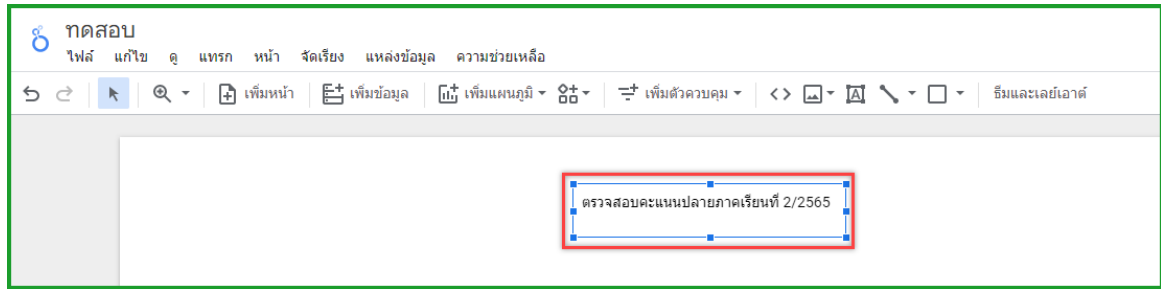 ทดสอบ
ไฟล์ แก้ไข ดู แทรก หน้า จัดเรียง แหล่งข้อมูล ความช่วยเหลือ
เพิ่มหน้า เพิ่มข้อมูล เพิ่มแผนภูมิ เพิ่มตัวควบคุม ธีมและเลย์เอาต์
ตรวจสอบคะแนนปลายภาคเรียนที่ 2/2565